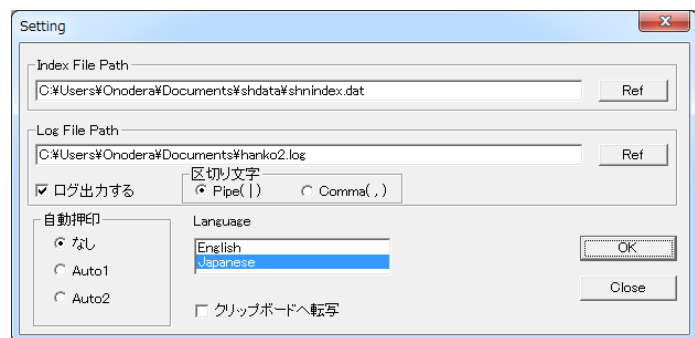 Setting
Index File Path
C:¥Users¥Onodera¥Documents¥shdata¥shnindex.dat
Ref
Log File Path
C:¥Users¥Onodera¥Documents¥hanko2.log
Ref
ログ出力する
区切り文字
Pipe(|)
Comma(,)
自動押印
なし
Auto1
Auto2
Language
English
Japanese
クリップボードへ転写
OK
Close